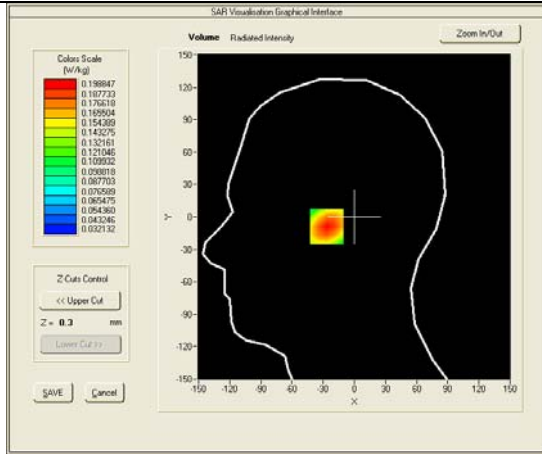 SAR Visualisation Graphical Interface
Volume Radiated Intensity
Zoom In/Out
Colors Scale
(W/kg)
0.198847
0.187733
0.176618
0.165504
0.154389
0.143275
0.132161
0.121046
0.109932
0.098818
0.087703
0.076589
0.065475
0.054360
0.043246
0.032132
Z Cuts Control
<< Upper Cut
Z = 0.3 mm
Lower Cut >>
SAVE Cancel
Y
150
120
90
60
30
0
-30
-60
-90
-120
-150
-150 -120 -90 -60 -30 0 30 60 90 120 150
X